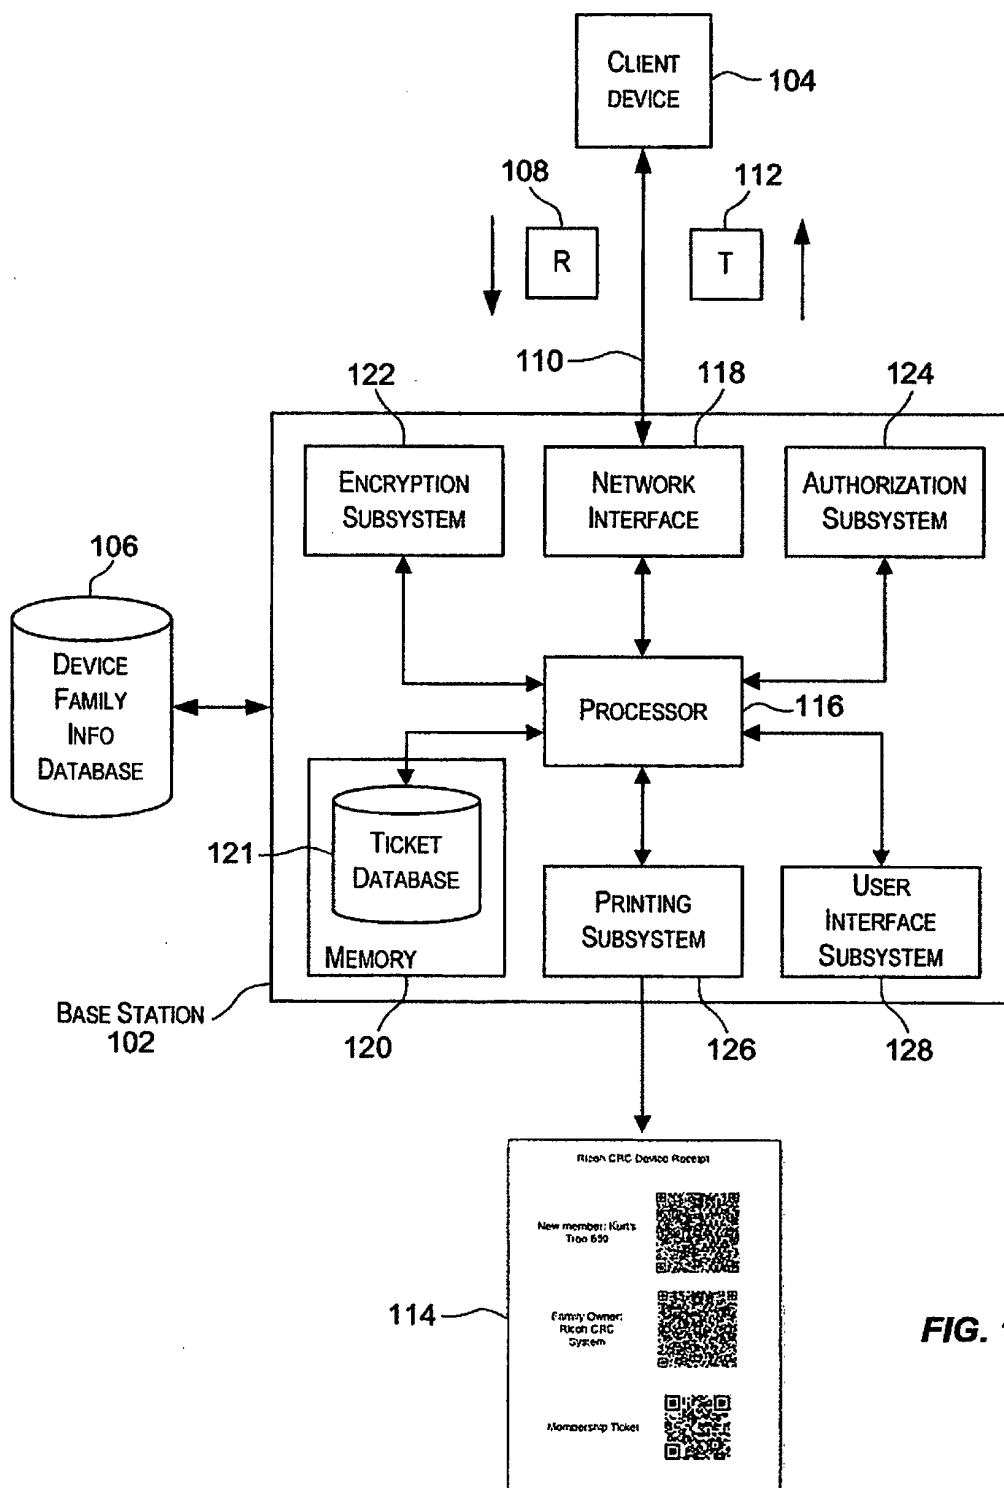 CLIENT
DEVICE
104
108
112
R
T
110
122
118
124
ENCRYPTION
SUBSYSTEM
NETWORK
INTERFACE
AUTHORIZATION
SUBSYSTEM
106
DEVICE
FAMILY
INFO
DATABASE
PROCESSOR
116
121
TICKET
DATABASE
MEMORY
PRINTING
SUBSYSTEM
USER
INTERFACE
SUBSYSTEM
BASE STATION
102
120
126
128
Ricoh CRC Device Receipt
New member: Kurt's
Treo 650
114
Family Owner:
Ricoh CRC
System
Membership Ticket
FIG.